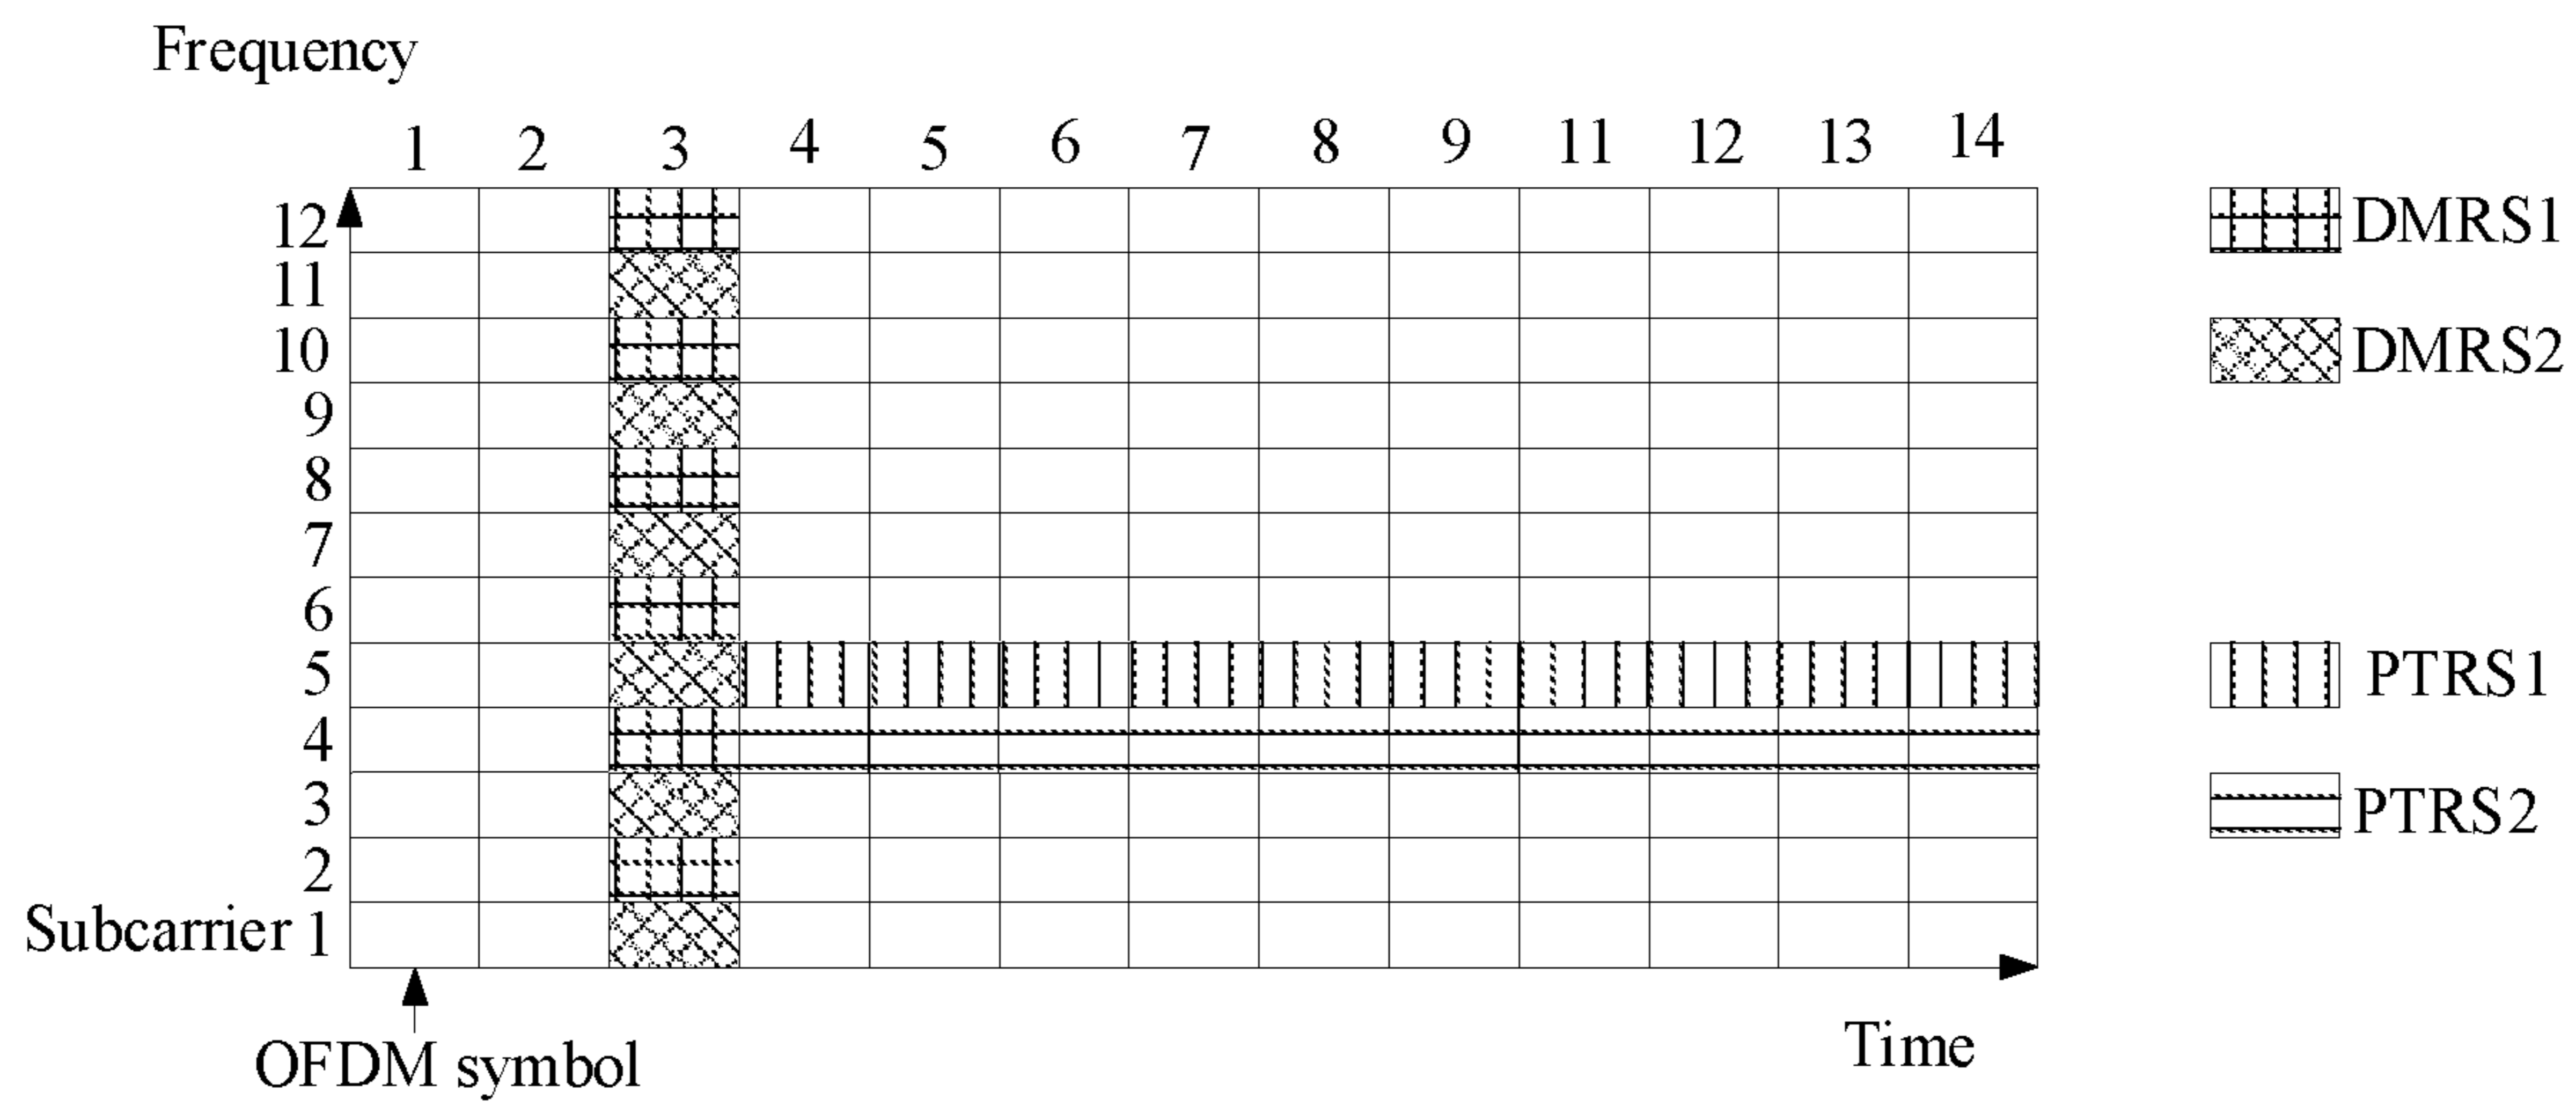 Frequency
1 2 3 4 5 6 7 8 9 11 12 13 14
12
11
10
9
8
7
6
5
4
3
2
Subcarrier 1
OFDM symbol
Time
DMRS1
DMRS2
PTRS1
PTRS2